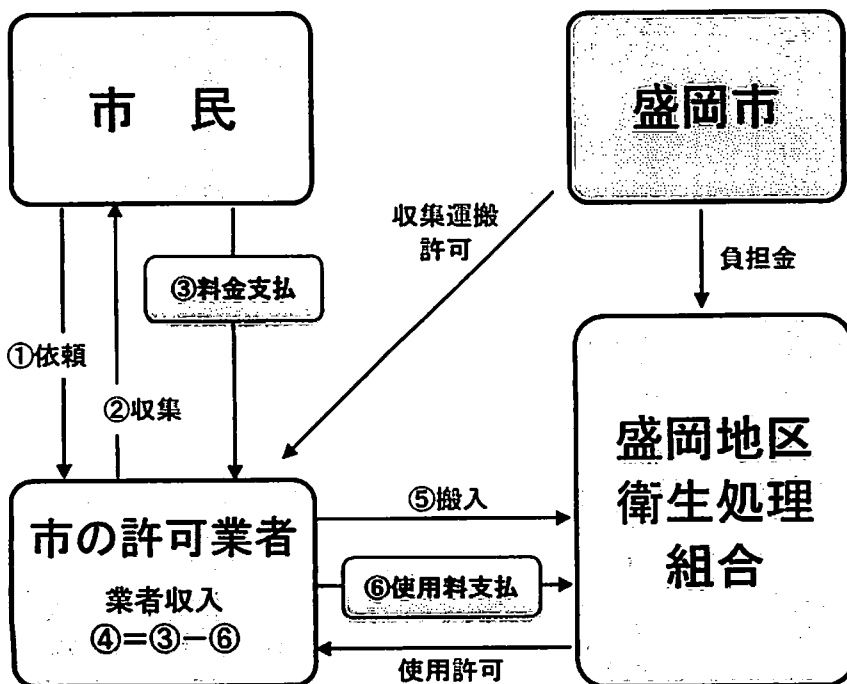 市　民
盛岡市
収集運搬
許可
負担金
③料金支払
①依頼
②収集
盛岡地区
衛生処理
組合
⑤搬入
市の許可業者
業者収入
④=③−⑥
⑥使用料支払
使用許可